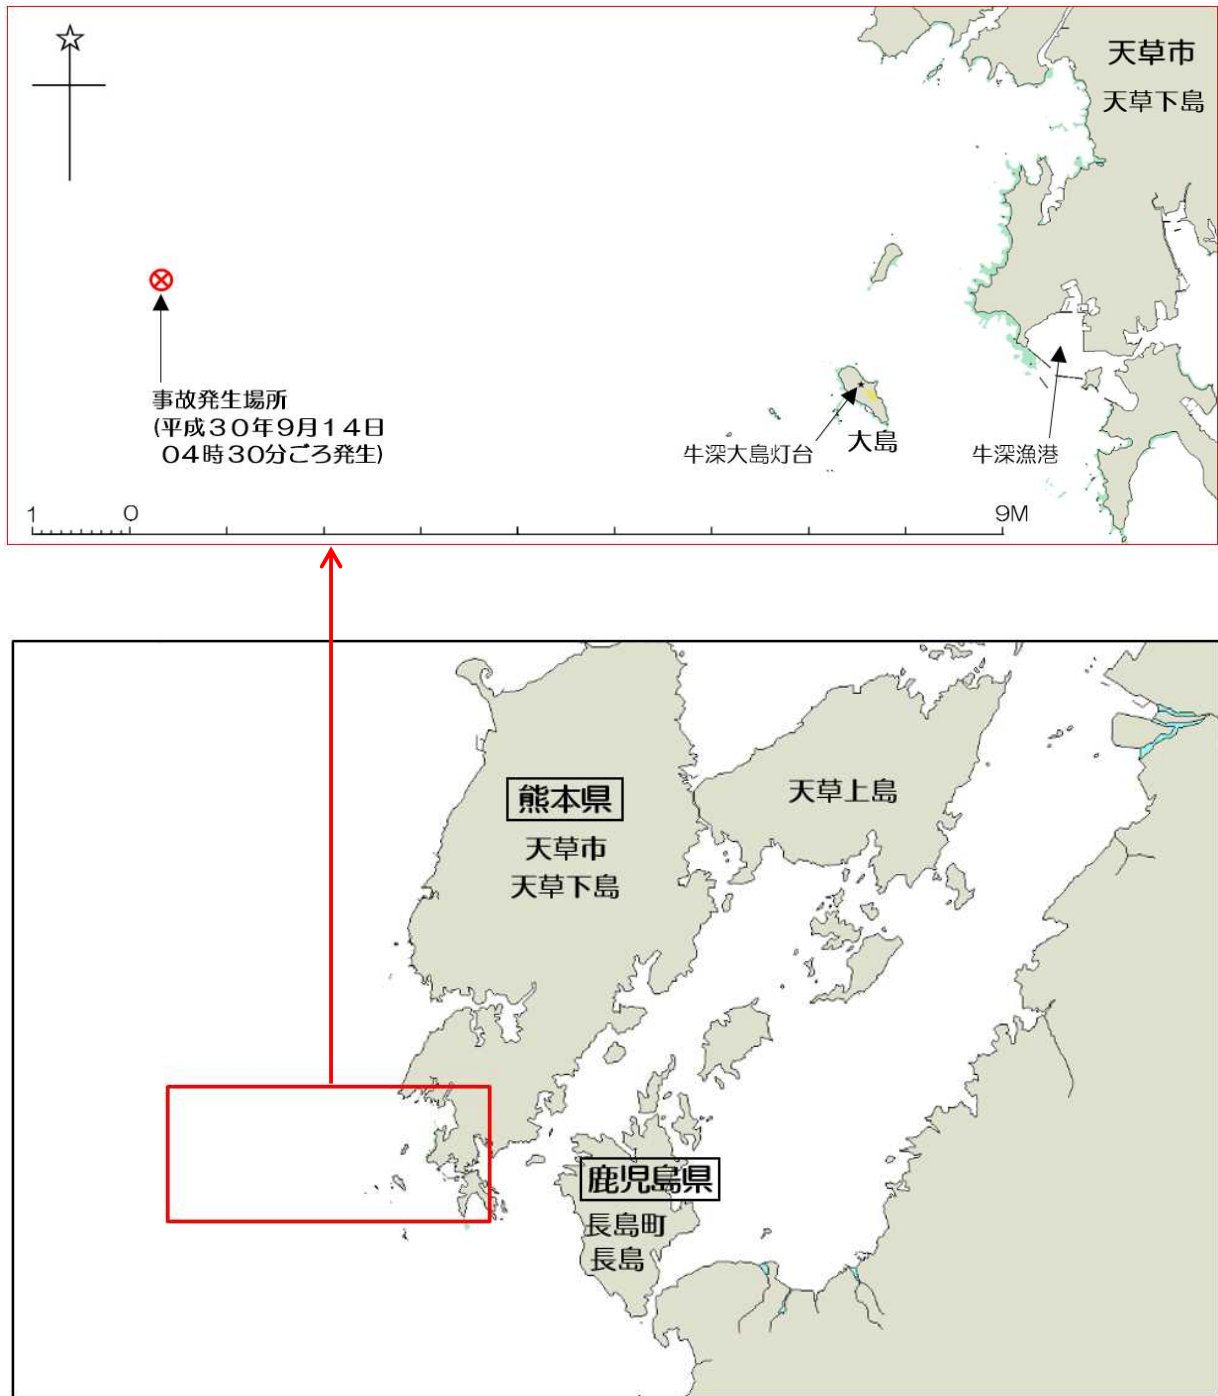 天草市
天草下島
事故発生場所
(平成30年9月14日
04時30分ごろ発生)
牛深大島灯台
大島
牛深漁港
1 0 9M
熊本県
天草市
天草下島
天草上島
鹿児島県
長島町
長島